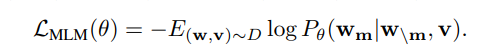 ℒ_MLM(θ) = −E_(𝐰,𝐯)∼D log P_θ(𝐰_𝐦|𝐰_\𝐦, 𝐯).